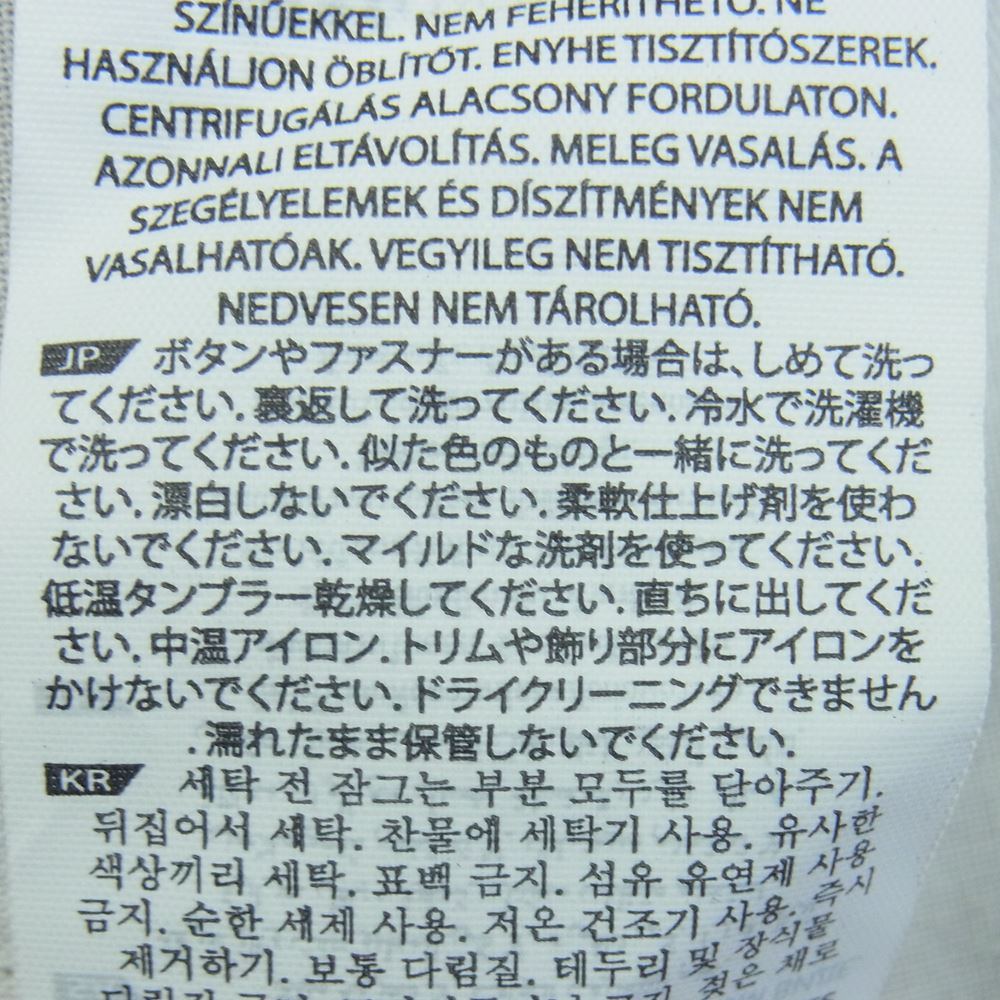 SZÍNŰEKKEL. NEM FEHÉRÍTHETŐ. NE
HASZNÁLJON ÖBLÍTŐT. ENYHE TISZTÍTÓSZEREK.
CENTRIFUGÁLÁS ALACSONY FORDULATON.
AZONNALI ELTÁVOLÍTÁS. MELEG VASALÁS. A
SZEGÉLYELEMEK ÉS DÍSZÍTMÉNYEK NEM
VASALHATÓAK. VEGYILEG NEM TISZTÍTHATÓ.
NEDVESEN NEM TÁROLHATÓ.
JP ボタンやファスナーがある場合は、しめて洗っ
てください. 裏返して洗ってください. 冷水で洗濯機
で洗ってください. 似た色のものと一緒に洗ってくだ
さい. 漂白しないでください. 柔軟仕上げ剤を使わ
ないでください. マイルドな洗剤を使ってください.
低温タンブラー乾燥してください. 直ちに出してくだ
さい. 中温アイロン. トリムや飾り部分にアイロンを
かけないでください. ドライクリーニングできません
. 濡れたまま保管しないでください.
KR 세탁 전 잠그는 부분 모두를 닫아주기.
뒤집어서 세탁. 찬물에 세탁기 사용. 유사한
색상끼리 세탁. 표백 금지. 섬유 유연제 사용
금지. 순한 세제 사용. 저온 건조기 사용. 즉시
제거하기. 보통 다림질. 테두리 및 장식물
다림질 금지. 젖은 채로